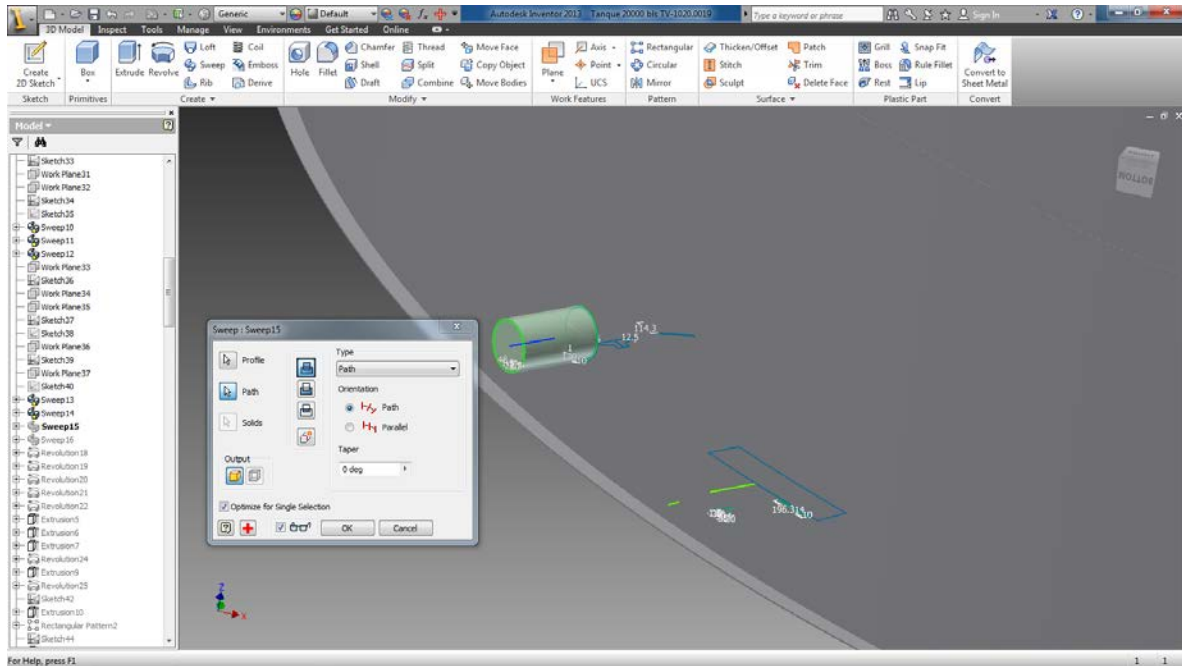 Generic
Default
Autodesk Inventor 2013   Tanque 20000 bls TV-1020.0019
Type a keyword or phrase
Sign In
3D Model Inspect Tools Manage View Environments Get Started Online
Create 2D Sketch
Box
Extrude Revolve
Loft Coil
Sweep Emboss
Rib Derive
Hole Fillet
Chamfer Thread Move Face
Shell Split Copy Object
Draft Combine Move Bodies
Plane
Axis
Point
UCS
Rectangular
Circular
Mirror
Thicken/Offset Patch
Stitch Trim
Sculpt Delete Face
Grill Snap Fit
Boss Rule Fillet
Rest Lip
Convert to Sheet Metal
Sketch Primitives Create Modify Work Features Pattern Surface Plastic Part Convert
Model
Sketch33
Work Plane31
Work Plane32
Sketch34
Sketch35
Sweep10
Sweep11
Sweep12
Work Plane33
Sketch36
Work Plane34
Work Plane35
Sketch37
Sketch38
Work Plane36
Sketch39
Work Plane37
Sketch40
Sweep13
Sweep14
Sweep15
Sweep16
Revolution18
Revolution19
Revolution20
Revolution21
Revolution22
Extrusion5
Extrusion6
Extrusion7
Revolution24
Extrusion9
Revolution25
Sketch42
Extrusion10
Rectangular Pattern2
Sketch44
Sweep : Sweep15
Profile
Path
Solids
Output
Type
Path
Orientation
Path
Parallel
Taper
0 deg
Optimize for Single Selection
OK Cancel
BOTTOM
114.3
12.5
196.314
10
Z
X
For Help, press F1
1 1